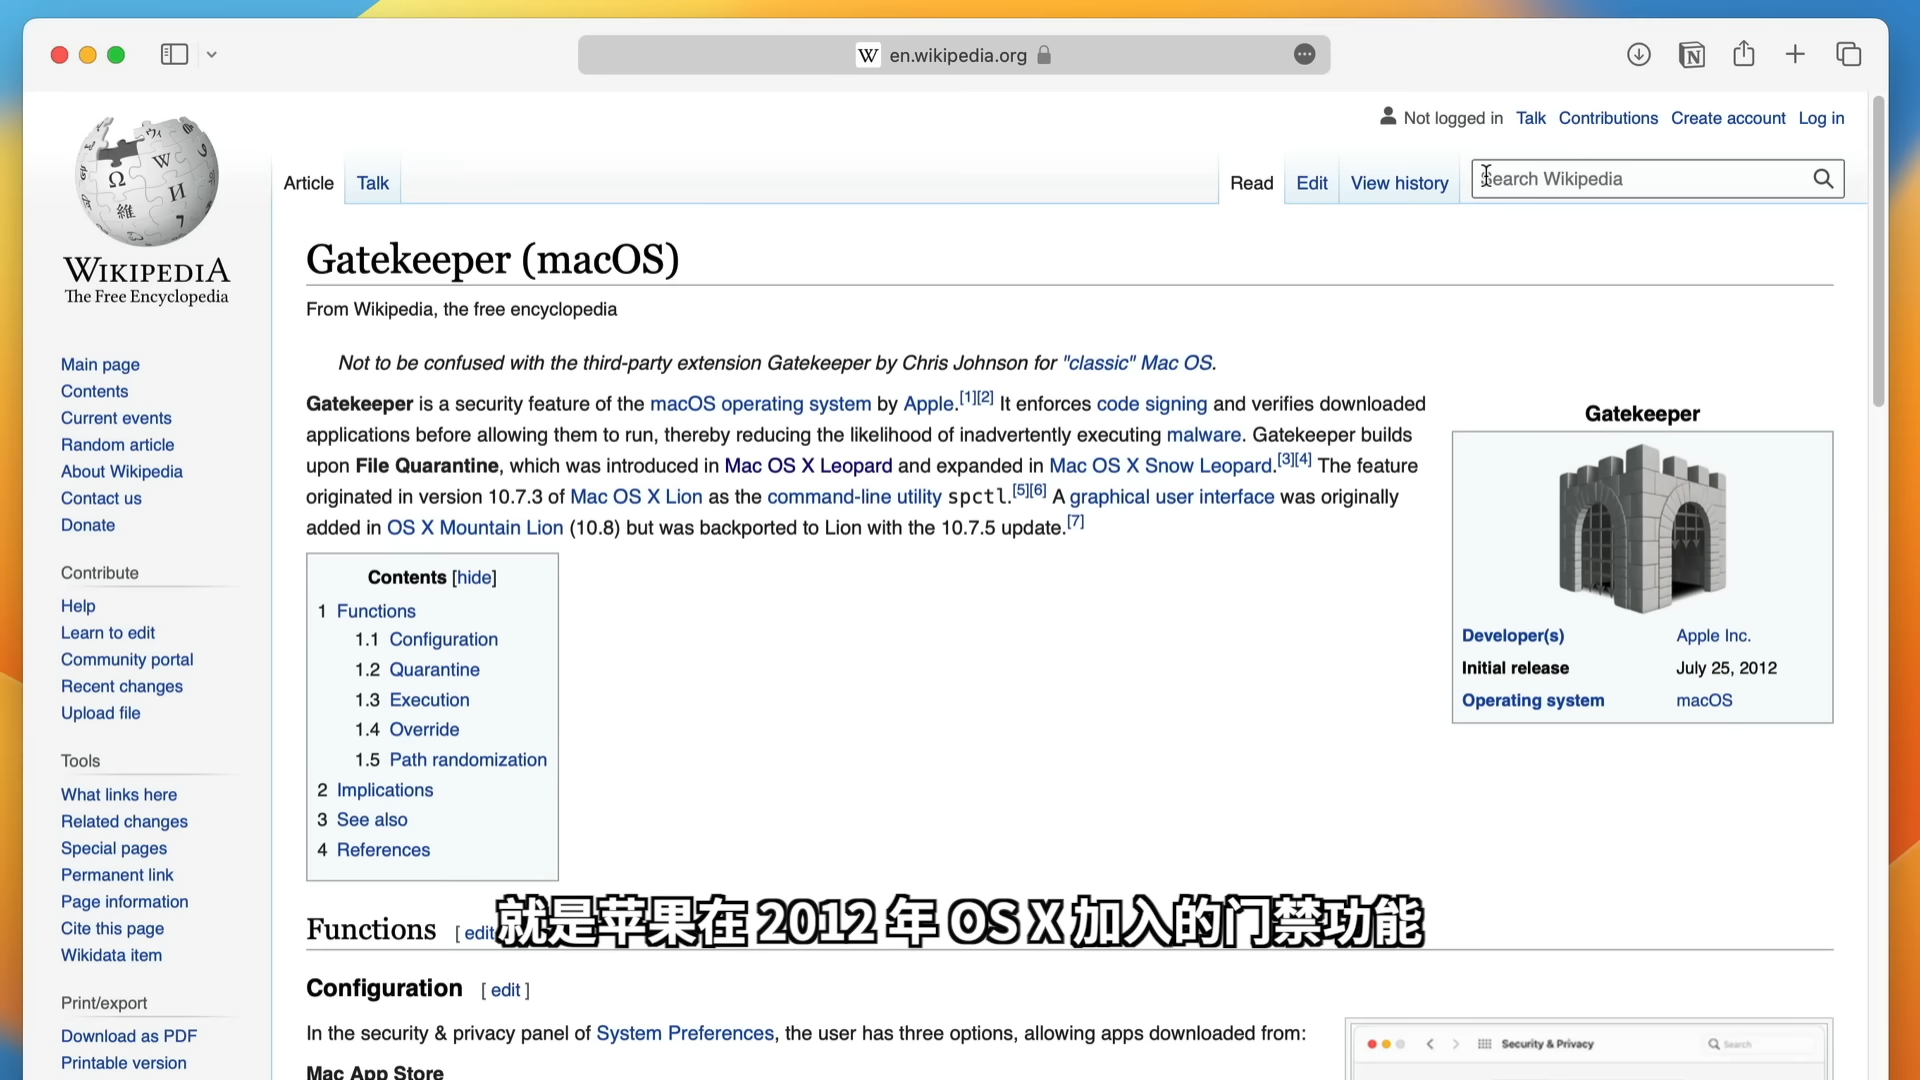 en.wikipedia.org
Not logged in Talk Contributions Create account Log in
WIKIPEDIA
The Free Encyclopedia
Article Talk Read Edit View history Search Wikipedia
Gatekeeper (macOS)
From Wikipedia, the free encyclopedia
Not to be confused with the third-party extension Gatekeeper by Chris Johnson for "classic" Mac OS.
Gatekeeper is a security feature of the macOS operating system by Apple.[1][2] It enforces code signing and verifies downloaded
applications before allowing them to run, thereby reducing the likelihood of inadvertently executing malware. Gatekeeper builds
upon File Quarantine, which was introduced in Mac OS X Leopard and expanded in Mac OS X Snow Leopard.[3][4] The feature
originated in version 10.7.3 of Mac OS X Lion as the command-line utility spctl.[5][6] A graphical user interface was originally
added in OS X Mountain Lion (10.8) but was backported to Lion with the 10.7.5 update.[7]
Gatekeeper
Developer(s) Apple Inc.
Initial release July 25, 2012
Operating system macOS
Contents [hide]
1 Functions
1.1 Configuration
1.2 Quarantine
1.3 Execution
1.4 Override
1.5 Path randomization
2 Implications
3 See also
4 References
Functions [ edit
就是苹果在 2012 年 OS X 加入的门禁功能
Configuration [ edit ]
In the security & privacy panel of System Preferences, the user has three options, allowing apps downloaded from:
Mac App Store
Security & Privacy Search
Main page
Contents
Current events
Random article
About Wikipedia
Contact us
Donate
Contribute
Help
Learn to edit
Community portal
Recent changes
Upload file
Tools
What links here
Related changes
Special pages
Permanent link
Page information
Cite this page
Wikidata item
Print/export
Download as PDF
Printable version